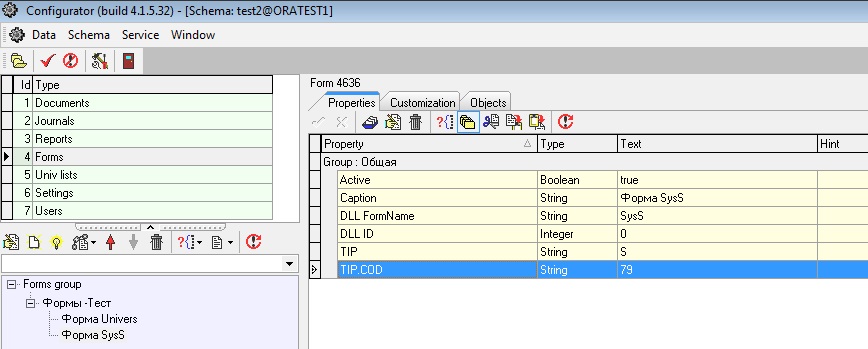 Configurator (build 4.1.5.32) - [Schema: test2@ORATEST1]
Data Schema Service Window
Id Type
1 Documents
2 Journals
3 Reports
4 Forms
5 Univ lists
6 Settings
7 Users
Forms group
Формы -Тест
Форма Univers
Форма SysS
Form 4636
Properties Customization Objects
Property Type Text Hint
Group : Общая
Active Boolean true
Caption String Форма SysS
DLL FormName String SysS
DLL ID Integer 0
TIP String S
TIP.COD String 79